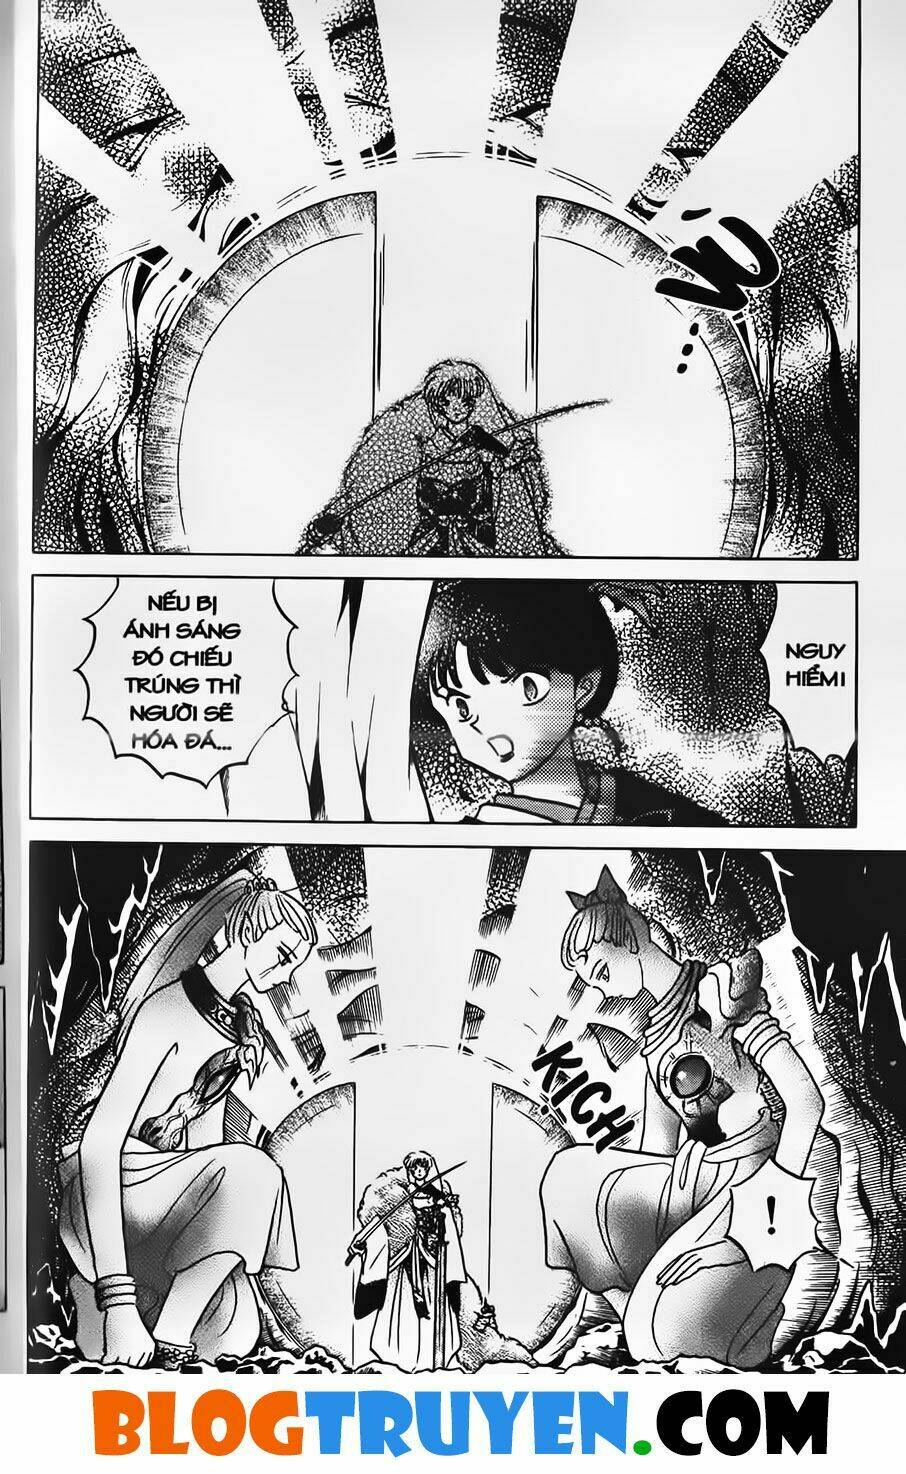 Ù...
NGUY
HIỂM!
NẾU BỊ
ÁNH SÁNG
ĐÓ CHIẾU
TRÚNG THÌ
NGƯỜI SẼ
HÓA ĐÁ...
KỊCH
!
BLOGTRUYEN.COM